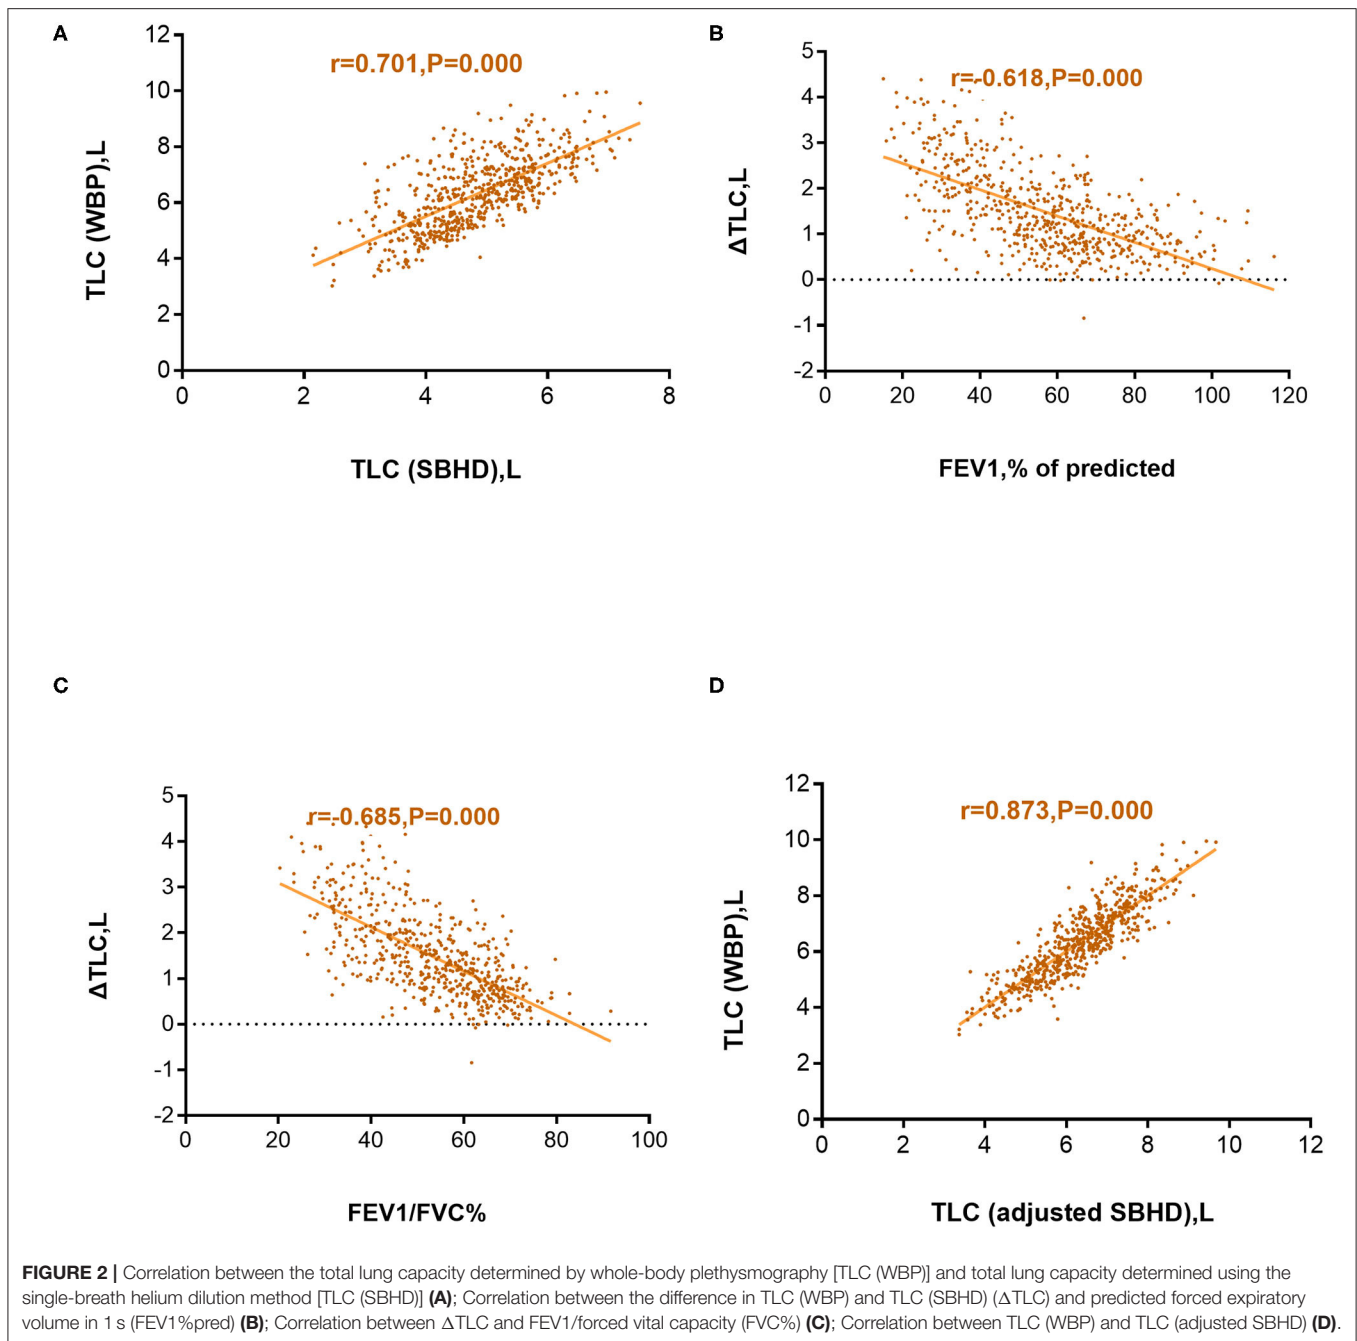 A
12
10
8
6
4
2
0
0 2 4 6 8
r=0.701,P=0.000
TLC (WBP),L
TLC (SBHD),L
B
5
4
3
2
1
0
-1
-2
0 20 40 60 80 100 120
r=-0.618,P=0.000
ΔTLC,L
FEV1,% of predicted
C
5
4
3
2
1
0
-1
-2
0 20 40 60 80 100
r=-0.685,P=0.000
ΔTLC,L
FEV1/FVC%
D
12
10
8
6
4
2
0
0 2 4 6 8 10 12
r=0.873,P=0.000
TLC (WBP),L
TLC (adjusted SBHD),L
FIGURE 2 | Correlation between the total lung capacity determined by whole-body plethysmography [TLC (WBP)] and total lung capacity determined using the
single-breath helium dilution method [TLC (SBHD)] (A); Correlation between the difference in TLC (WBP) and TLC (SBHD) (ΔTLC) and predicted forced expiratory
volume in 1 s (FEV1%pred) (B); Correlation between ΔTLC and FEV1/forced vital capacity (FVC%) (C); Correlation between TLC (WBP) and TLC (adjusted SBHD) (D).